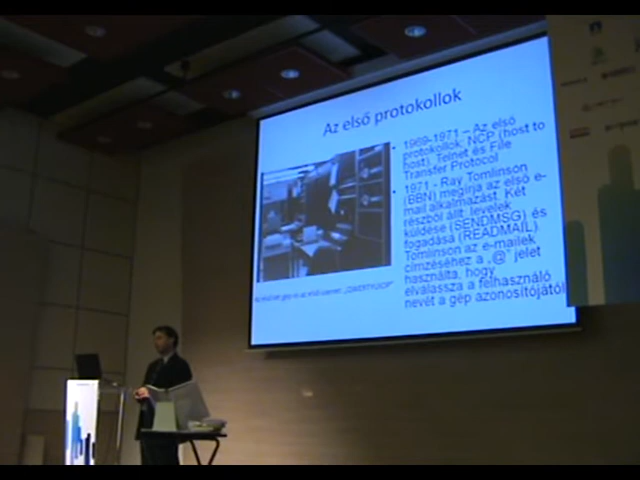 Az első protokollok
1969-1971 – Az első
protokollok: NCP (host to
host), Telnet és File
Transfer Protocol
1971 - Ray Tomlinson
(BBN) megírja az első e-
mail alkalmazást. Két
részből állt: levelek
küldése (SENDMSG) és
fogadása (READMAIL).
Tomlinson az e-mailek
címzéséhez a „@” jelet
használta, hogy
elválassza a felhasználó
nevét a gép azonosítójától